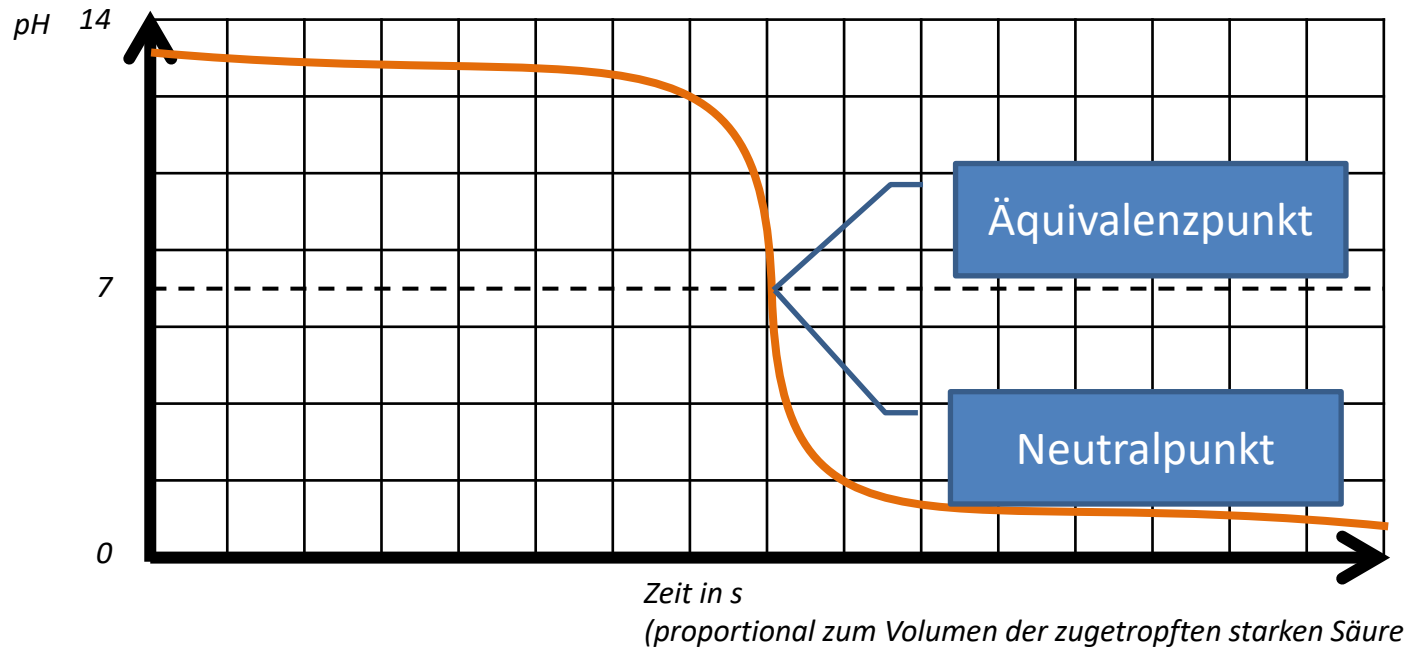 pH 14
Äquivalenzpunkt
7
Neutralpunkt
0
Zeit in s
(proportional zum Volumen der zugetropften starken Säure